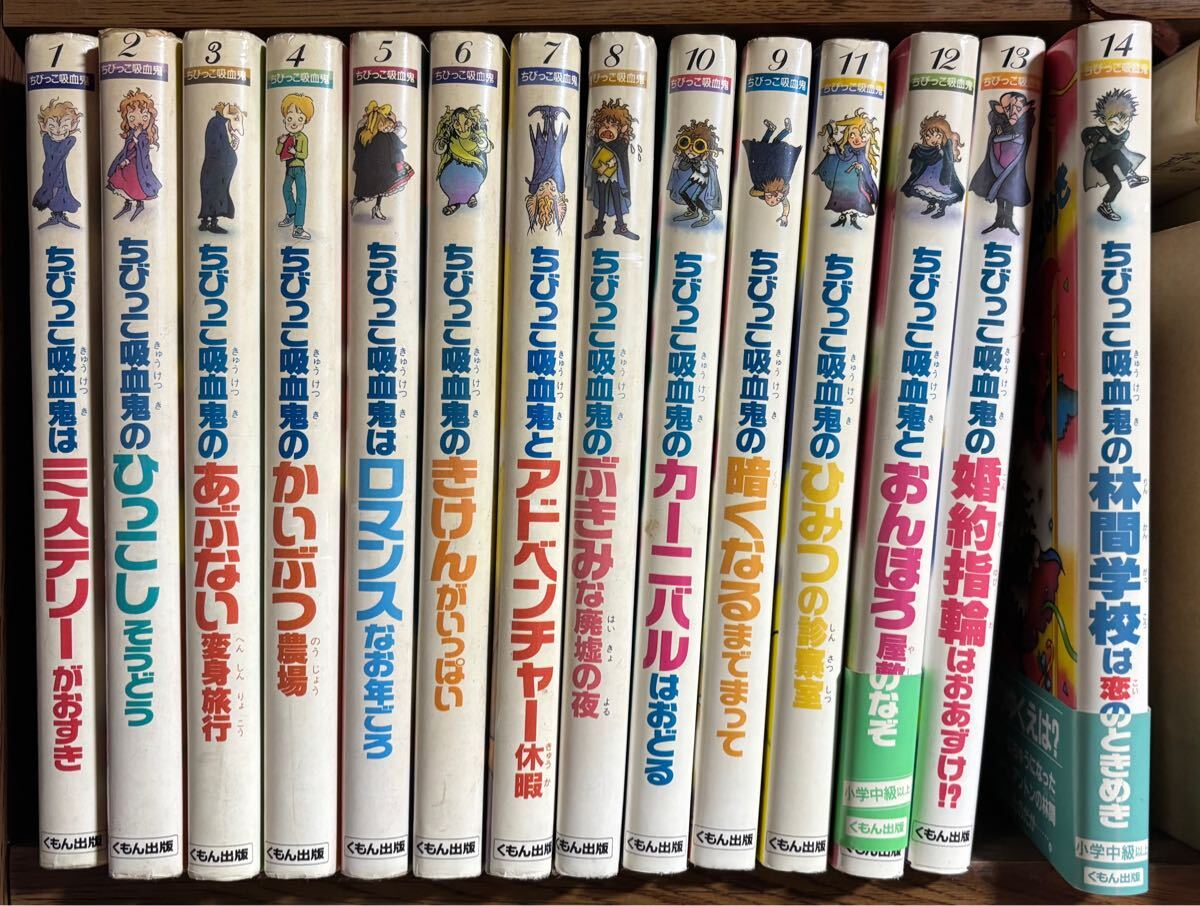 1
ちびっこ吸血鬼
ちびっこ吸血鬼は
ミステリーがおすき
くもん出版
2
ちびっこ吸血鬼
ちびっこ吸血鬼の
ひっこしそうどう
くもん出版
3
ちびっこ吸血鬼
ちびっこ吸血鬼の
あぶない変身旅行
くもん出版
4
ちびっこ吸血鬼
ちびっこ吸血鬼の
かいぶつ農場
くもん出版
5
ちびっこ吸血鬼
ちびっこ吸血鬼は
ロマンスなお年ごろ
くもん出版
6
ちびっこ吸血鬼
ちびっこ吸血鬼の
きけんがいっぱい
くもん出版
7
ちびっこ吸血鬼
ちびっこ吸血鬼と
アドベンチャー休暇
くもん出版
8
ちびっこ吸血鬼
ちびっこ吸血鬼の
ぶきみな廃墟の夜
くもん出版
10
ちびっこ吸血鬼
ちびっこ吸血鬼の
カーニバルはおどる
くもん出版
9
ちびっこ吸血鬼
ちびっこ吸血鬼の
暗くなるまでまって
くもん出版
11
ちびっこ吸血鬼
ちびっこ吸血鬼の
ひみつの診察室
くもん出版
12
ちびっこ吸血鬼
ちびっこ吸血鬼と
おんぼろ屋敷のなぞ
小学中級以上
くもん出版
くもん出版
13
ちびっこ吸血鬼
ちびっこ吸血鬼の
婚約指輪はおあずけ!?
くもん出版
14
ちびっこ吸血鬼
ちびっこ吸血鬼の
林間学校は恋のときめき
小学中級以上
くもん出版
くえは?
うになった
ントンの林間